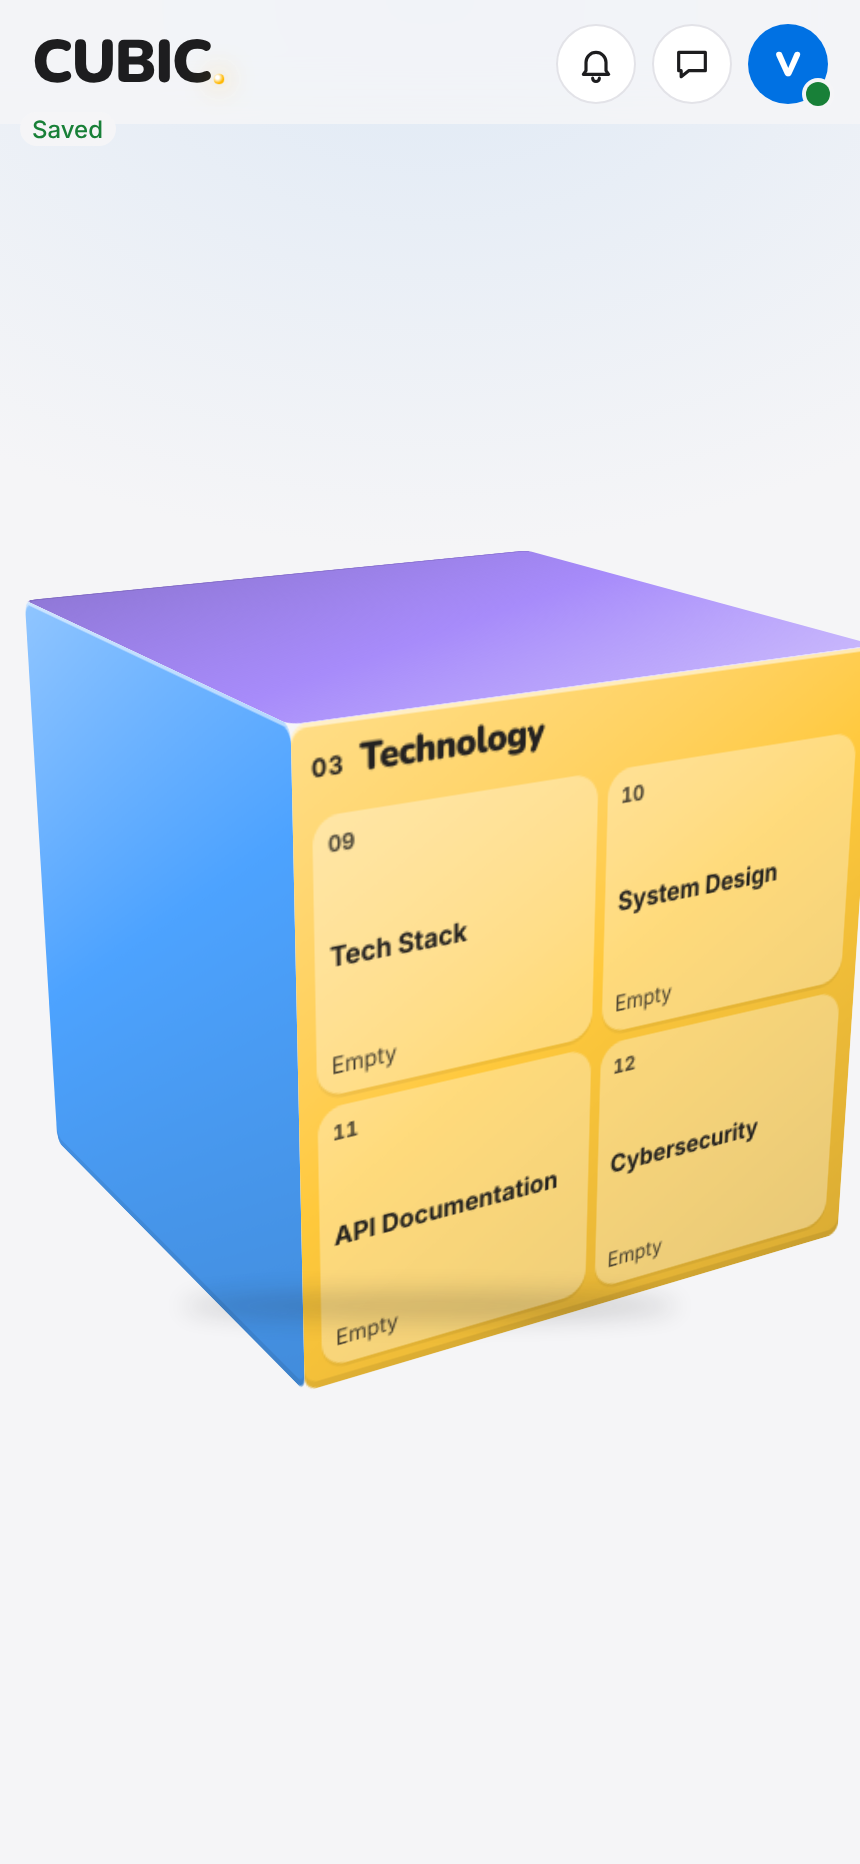 CUBIC.
V
Saved
03 Technology
09
Tech Stack
Empty
10
System Design
Empty
11
API Documentation
Empty
12
Cybersecurity
Empty